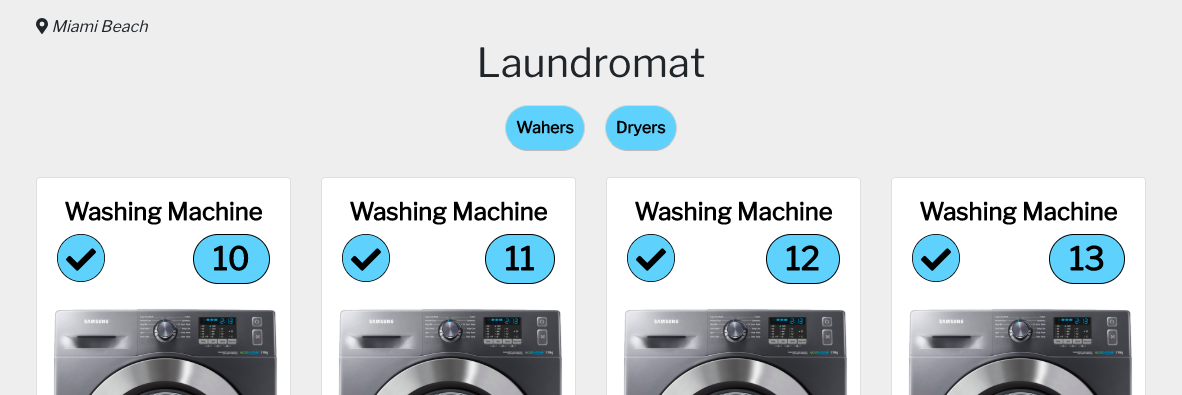 Miami Beach
Laundromat
Wahers Dryers
Washing Machine Washing Machine Washing Machine Washing Machine
10 11 12 13
SAMSUNG SAMSUNG SAMSUNG SAMSUNG